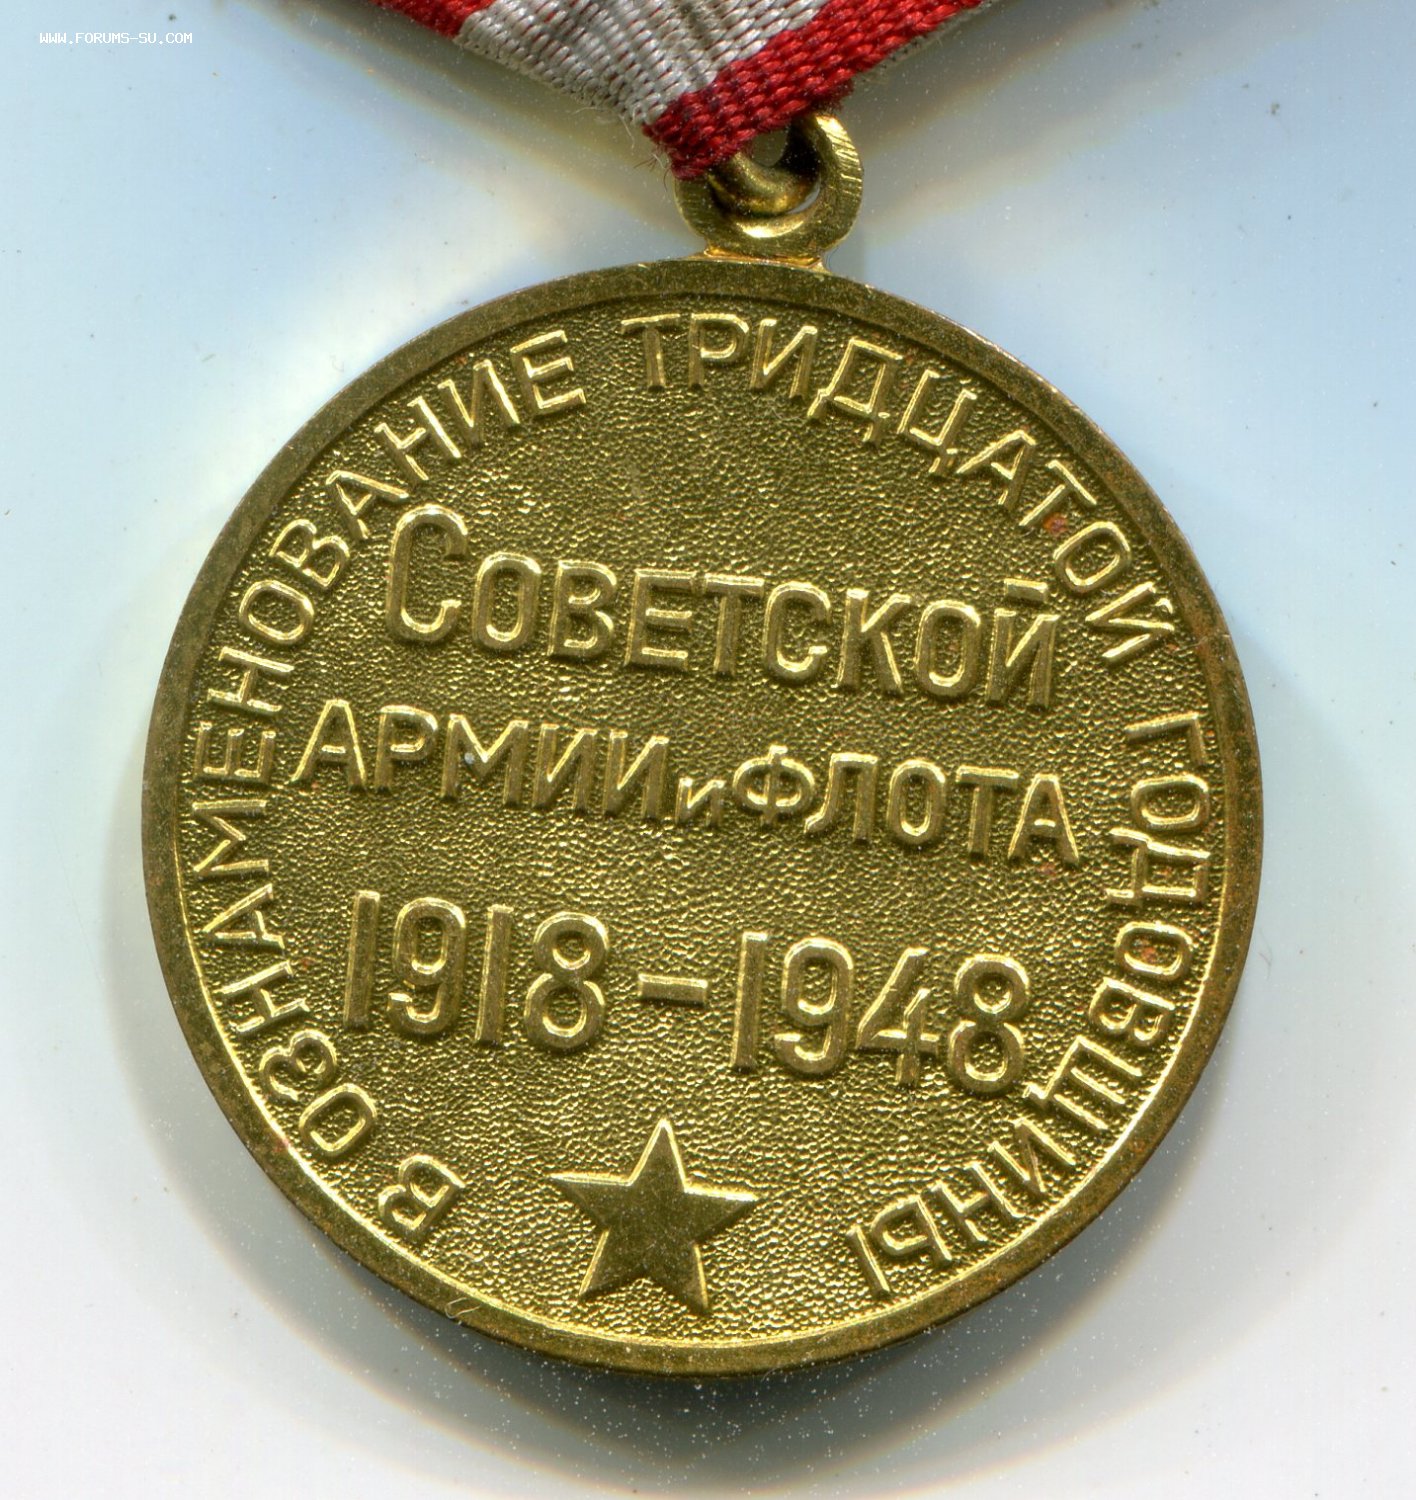 WWW.FORUMS-SU.COM
В ОЗНАМЕНОВАНИЕ ТРИДЦАТОЙ ГОДОВЩИНЫ
СОВЕТСКОЙ
АРМИИ и ФЛОТА
1918-1948